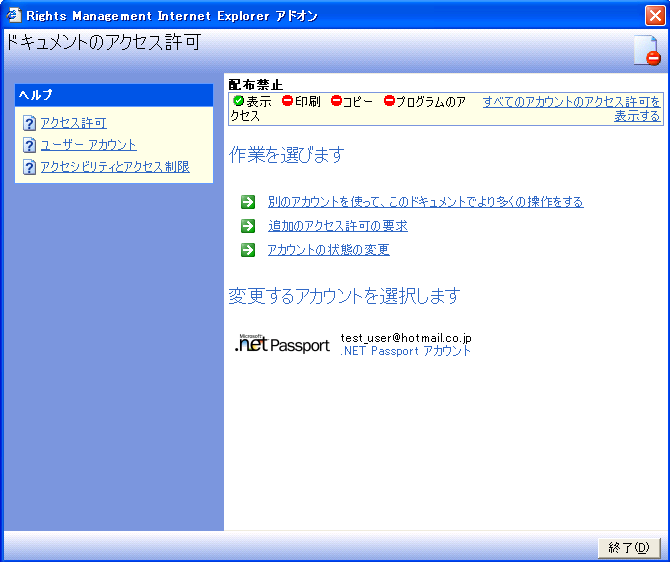 Rights Management Internet Explorer アドオン
ドキュメントのアクセス許可
ヘルプ
アクセス許可
ユーザー アカウント
アクセシビリティとアクセス制限
配布禁止
表示 印刷 コピー プログラムのア
クセス
すべてのアカウントのアクセス許可を
表示する
作業を選びます
別のアカウントを使って、このドキュメントでより多くの操作をする
追加のアクセス許可の要求
アカウントの状態の変更
変更するアカウントを選択します
Microsoft
.net Passport
test_user@hotmail.co.jp
.NET Passport アカウント
終了(D)